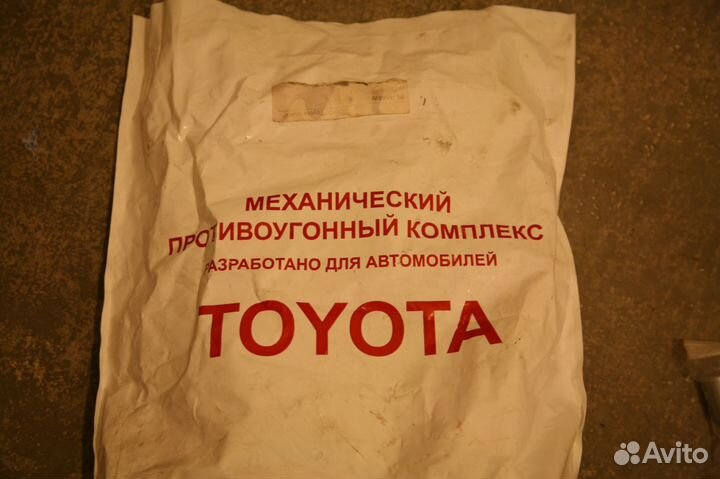 МЕХАНИЧЕСКИЙ
ПРОТИВОУГОННЫЙ КОМПЛЕКС
РАЗРАБОТАНО ДЛЯ АВТОМОБИЛЕЙ
TOYOTA
Avito